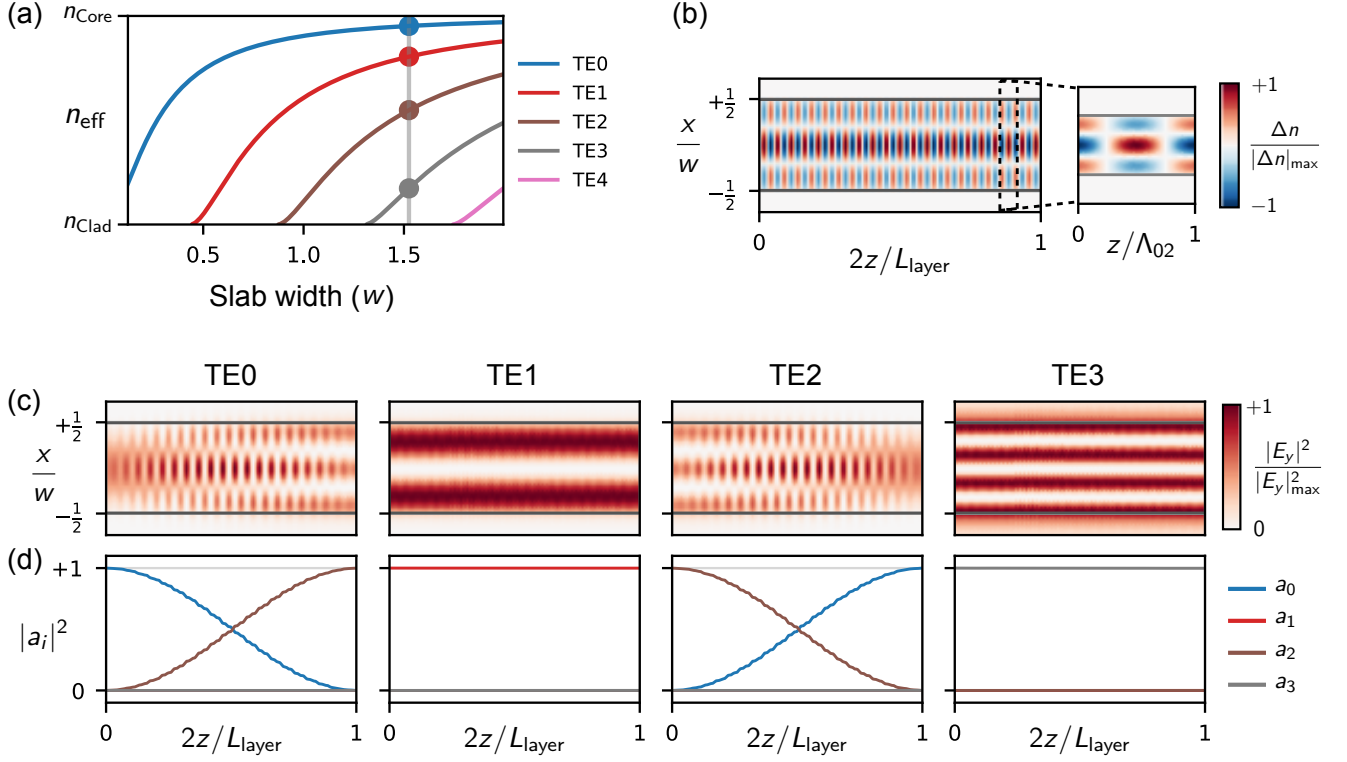 (a)
n_Core
n_eff
n_Clad
0.5
1.0
1.5
Slab width (w)
TE0
TE1
TE2
TE3
TE4
(b)
x/w
+1/2
−1/2
0
1
2z/L_layer
0
1
z/Λ_02
+1
−1
Δn/|Δn|_max
TE0
TE1
TE2
TE3
(c)
x/w
+1/2
−1/2
+1
0
|E_y|^2/|E_y|^2_max
(d)
|a_i|^2
+1
0
0 1
2z/L_layer
0 1
2z/L_layer
0 1
2z/L_layer
0 1
2z/L_layer
a_0
a_1
a_2
a_3